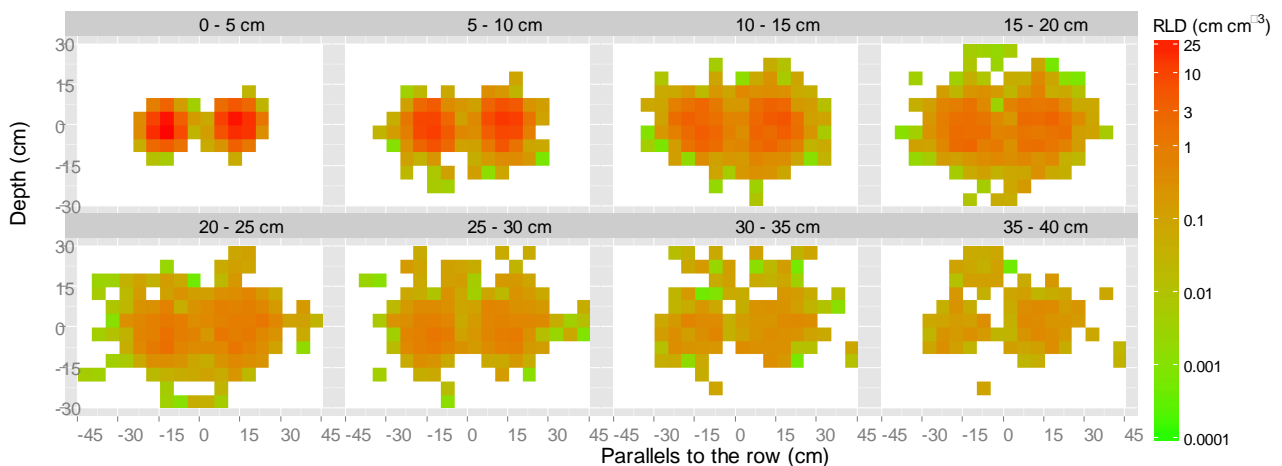 0 - 5 cm 5 - 10 cm 10 - 15 cm 15 - 20 cm RLD (cm cm□3)
30 25
15 10
0 3
-15 1
-30
Depth (cm)
20 - 25 cm 25 - 30 cm 30 - 35 cm 35 - 40 cm 0.1
30
15 0.01
0
-15 0.001
-30
-45 -30 -15 0 15 30 45 -30 -15 0 15 30 45 -30 -15 0 15 30 45 -30 -15 0 15 30 45 0.0001
Parallels to the row (cm)